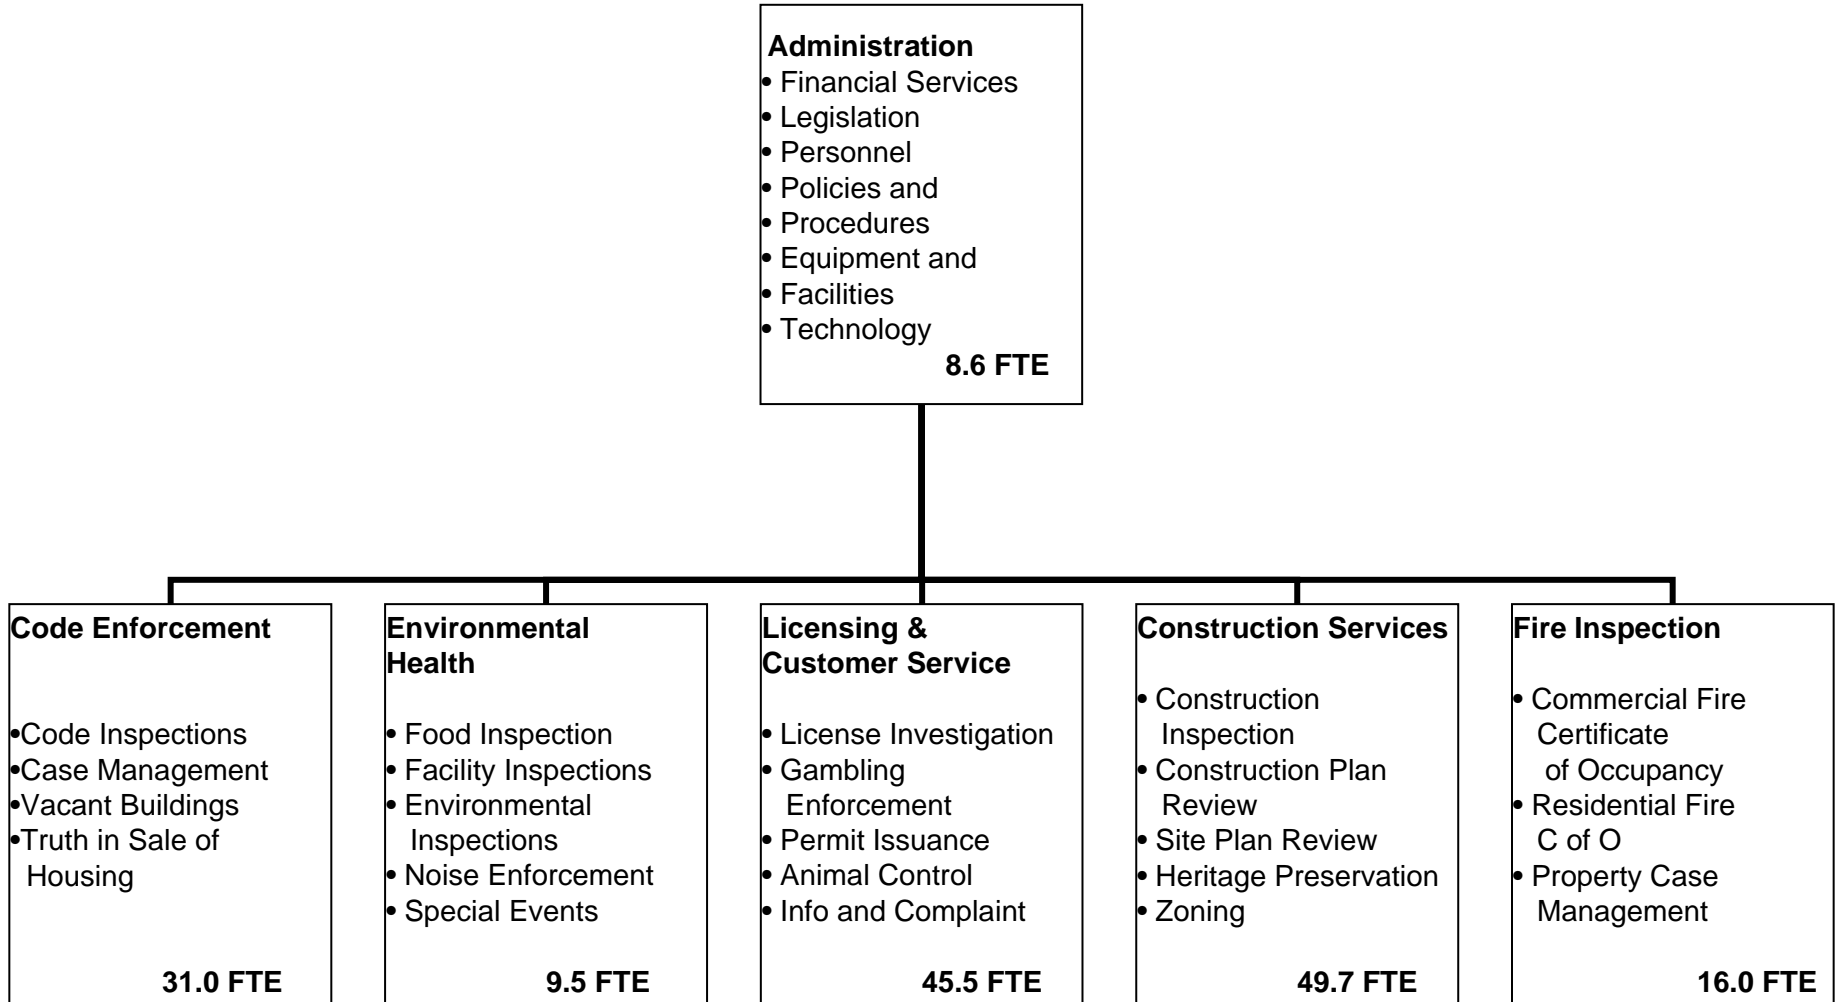 Administration
• Financial Services
• Legislation
• Personnel
• Policies and
• Procedures
• Equipment and
• Facilities
• Technology
8.6 FTE
Code Enforcement
•Code Inspections
•Case Management
•Vacant Buildings
•Truth in Sale of
Housing
31.0 FTE
Environmental
Health
• Food Inspection
• Facility Inspections
• Environmental
Inspections
• Noise Enforcement
• Special Events
9.5 FTE
Licensing &
Customer Service
• License Investigation
• Gambling
Enforcement
• Permit Issuance
• Animal Control
• Info and Complaint
45.5 FTE
Construction Services
• Construction
Inspection
• Construction Plan
Review
• Site Plan Review
• Heritage Preservation
• Zoning
49.7 FTE
Fire Inspection
• Commercial Fire
Certificate
of Occupancy
• Residential Fire
C of O
• Property Case
Management
16.0 FTE